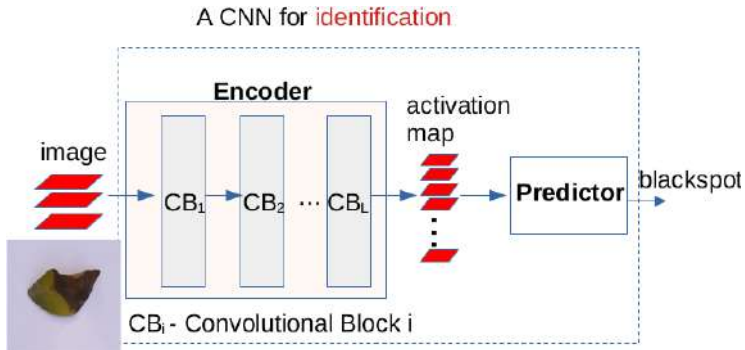 A CNN for identification
Encoder
activation
map
image
CB₁
CB₂
...
CB_L
Predictor
blackspot
CBᵢ - Convolutional Block i